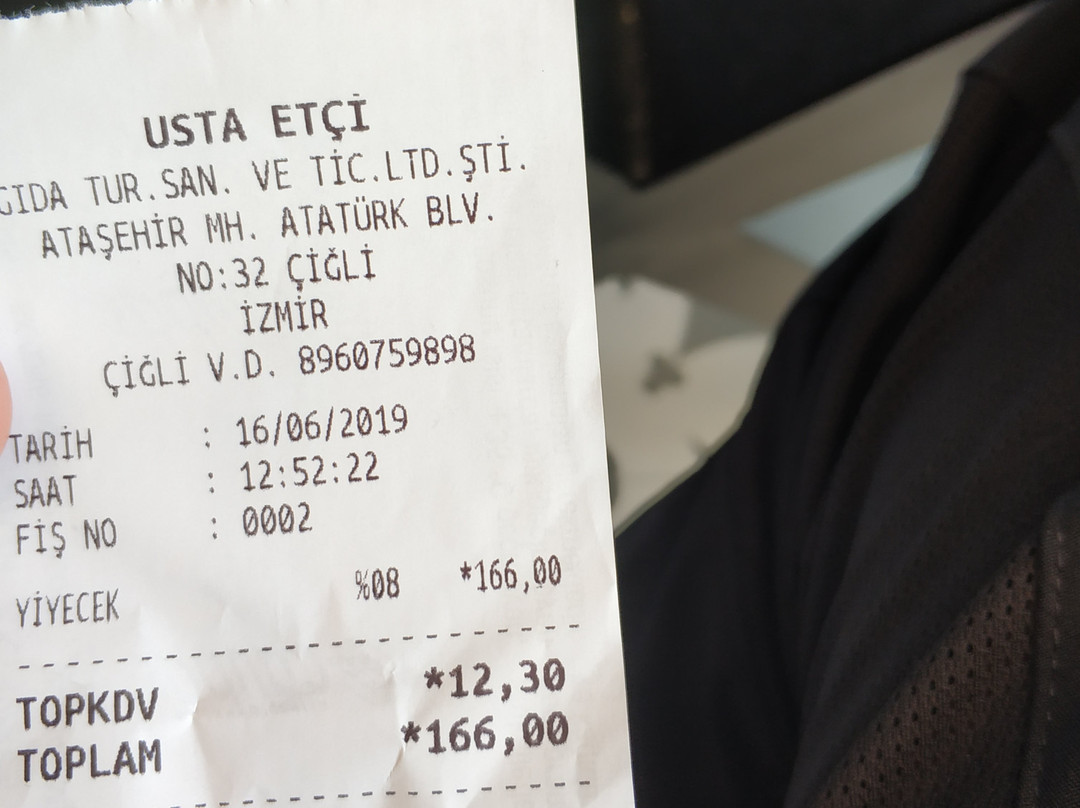 USTA ETÇİ
GIDA TUR.SAN. VE TİC.LTD.ŞTİ.
ATAŞEHİR MH. ATATÜRK BLV.
NO:32 ÇİĞLİ
İZMİR
ÇİĞLİ V.D. 8960759898
TARİH : 16/06/2019
SAAT : 12:52:22
FİŞ NO : 0002
YİYECEK %08 *166,00
TOPKDV *12,30
TOPLAM *166,00